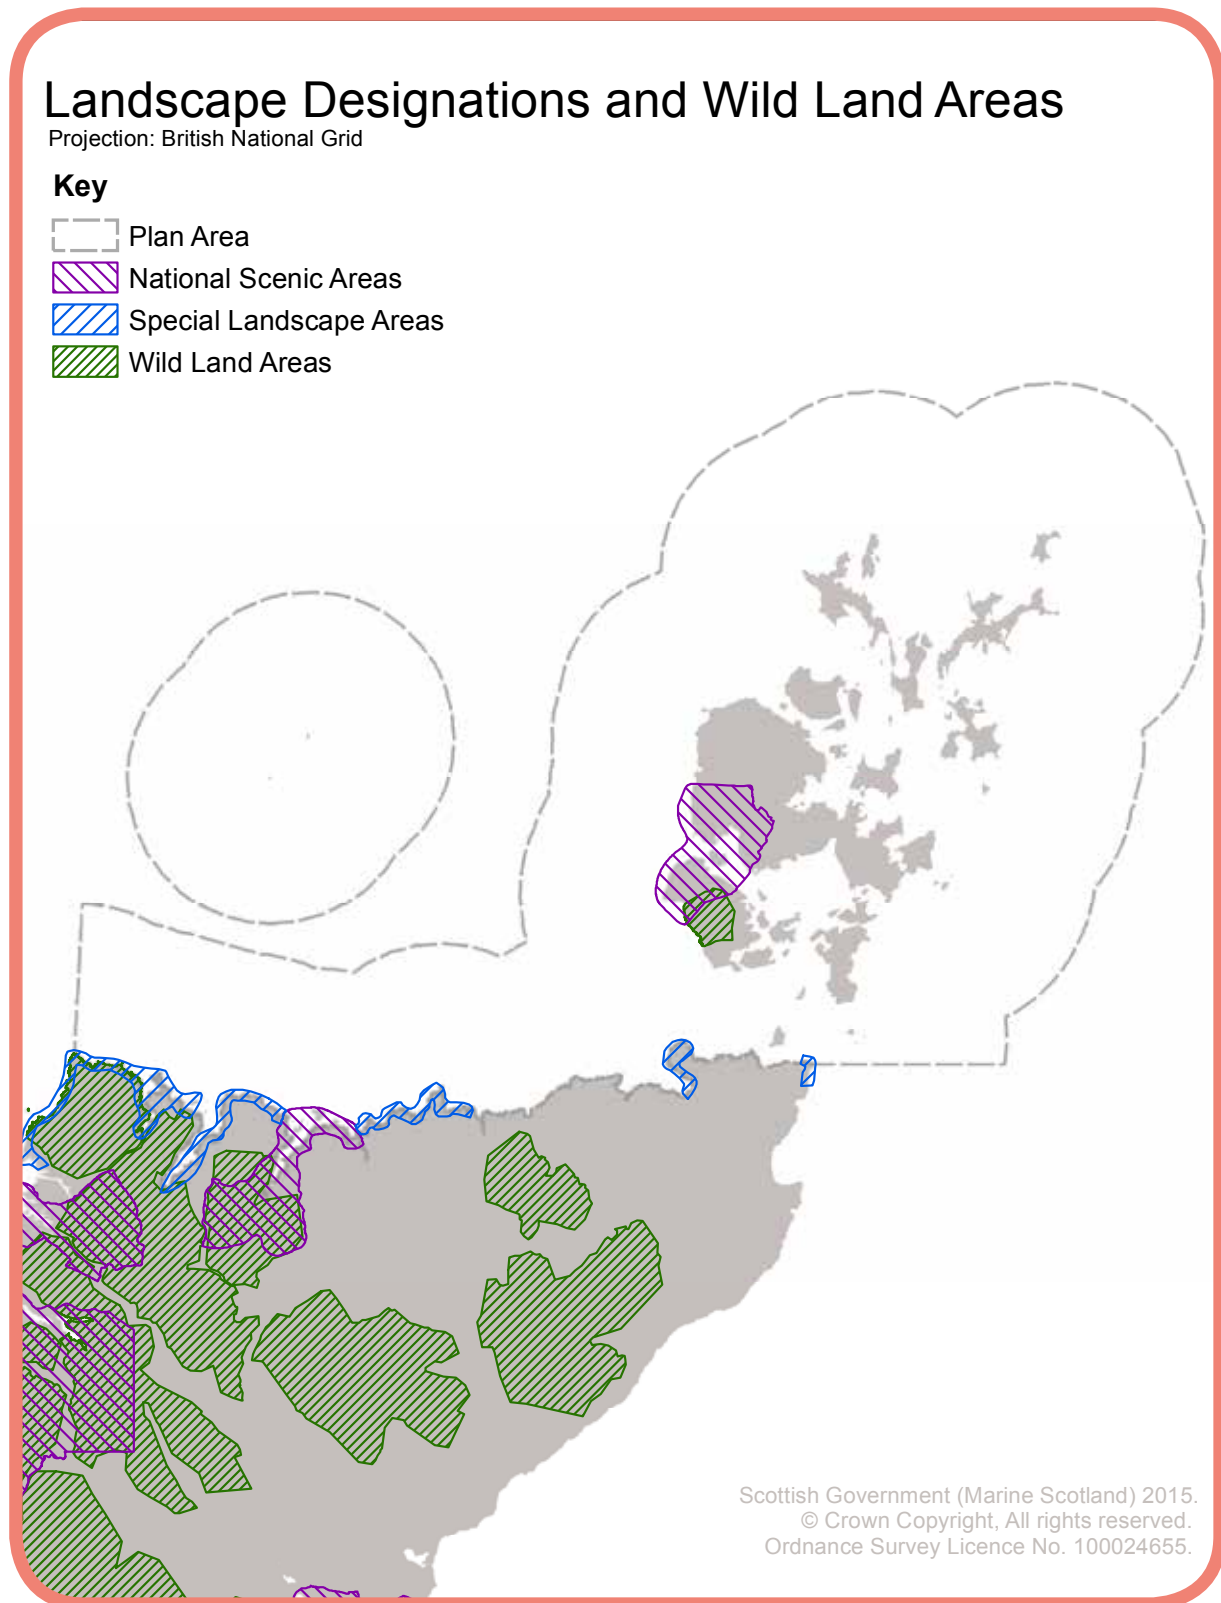 Landscape Designations and Wild Land Areas
Projection: British National Grid
Key
Plan Area
National Scenic Areas
Special Landscape Areas
Wild Land Areas
Scottish Government (Marine Scotland) 2015.
© Crown Copyright, All rights reserved.
Ordnance Survey Licence No. 100024655.